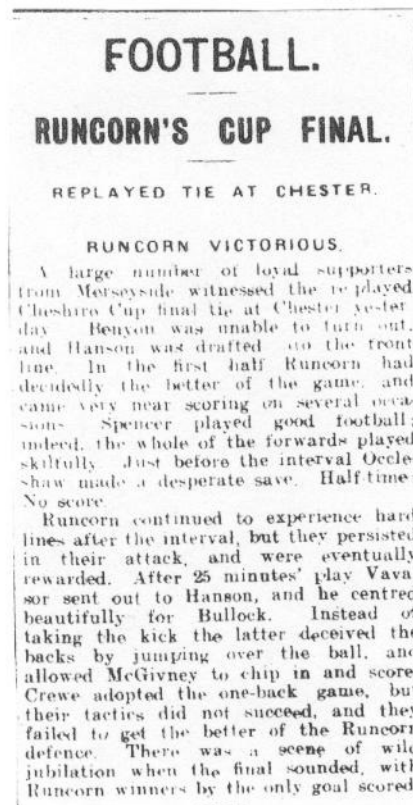 FOOTBALL.
RUNCORN'S CUP FINAL.
REPLAYED TIE AT CHESTER.
RUNCORN VICTORIOUS.
A large number of loyal supporters
from Merseyside witnessed the replayed
Cheshire Cup final tie at Chester yester
day Benyon was unable to turn out,
and Hanson was drafted the front
line. In the first half Runcorn had
decidedly the better of the game, and
came very near scoring on several occa
sions Spencer played good football;
indeed, the whole of the forwards played
skilfully Just before the interval Occle
shaw made a desperate save. Half-time
No score.
Runcorn continued to experience hard
lines after the interval, but they persisted
in their attack, and were eventually
rewarded. After 25 minutes' play Vava
sor sent out to Hanson, and he centred
beautifully for Bullock. Instead of
taking the kick the latter deceived the
backs by jumping over the ball, and
allowed McGivney to chip in and score
Crewe adopted the one-back game, but
their tactics did not succeed, and they
failed to get the better of the Runcorn
defence. There was a scene of wild
jubilation when the final sounded, with
Runcorn winners by the only goal scored